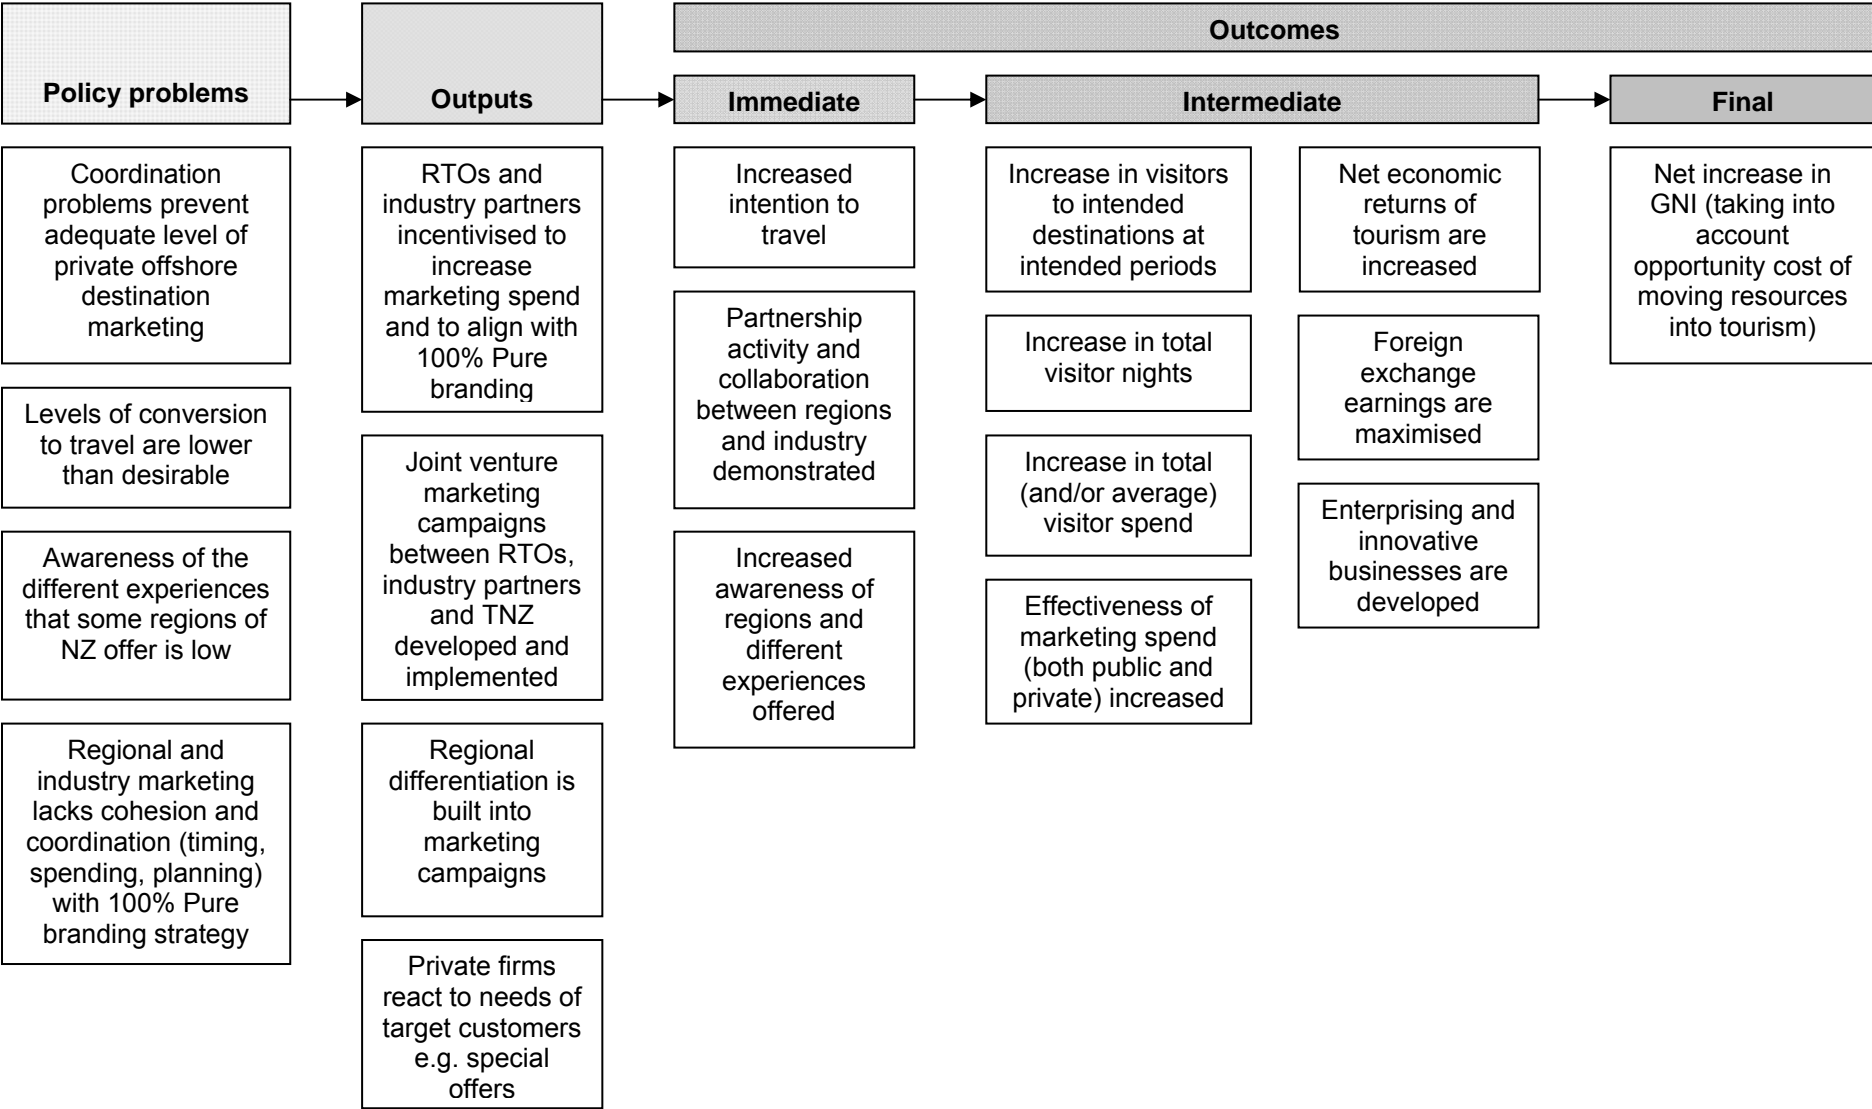 Outcomes
Policy problems
Outputs
Immediate
Intermediate
Final
Coordination
problems prevent
adequate level of
private offshore
destination
marketing
Levels of conversion
to travel are lower
than desirable
Awareness of the
different experiences
that some regions of
NZ offer is low
Regional and
industry marketing
lacks cohesion and
coordination (timing,
spending, planning)
with 100% Pure
branding strategy
RTOs and
industry partners
incentivised to
increase
marketing spend
and to align with
100% Pure
branding
Joint venture
marketing
campaigns
between RTOs,
industry partners
and TNZ
developed and
implemented
Regional
differentiation is
built into
marketing
campaigns
Private firms
react to needs of
target customers
e.g. special
offers
Increased
intention to
travel
Partnership
activity and
collaboration
between regions
and industry
demonstrated
Increased
awareness of
regions and
different
experiences
offered
Increase in visitors
to intended
destinations at
intended periods
Increase in total
visitor nights
Increase in total
(and/or average)
visitor spend
Effectiveness of
marketing spend
(both public and
private) increased
Net economic
returns of
tourism are
increased
Foreign
exchange
earnings are
maximised
Enterprising and
innovative
businesses are
developed
Net increase in
GNI (taking into
account
opportunity cost of
moving resources
into tourism)